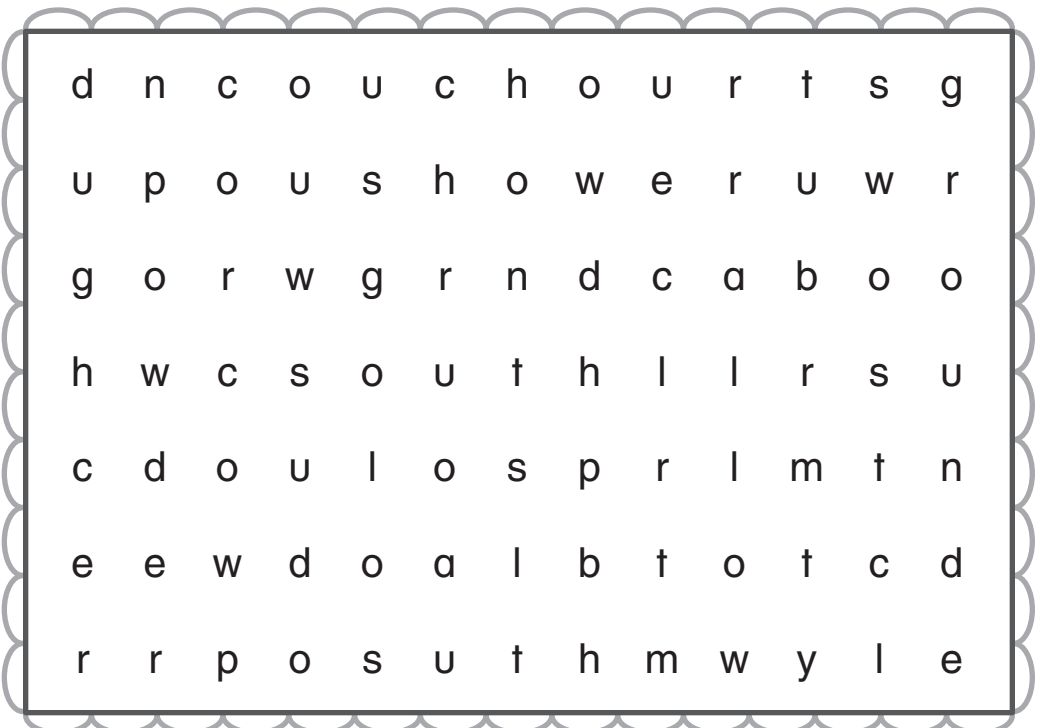 d n c o u c h o u r t s g
u p o u s h o w e r u w r
g o r w g r n d c a b o o
h w c s o u t h l l r s u
c d o u l o s p r l m t n
e e w d o a l b t o t c d
r r p o s u t h m w y l e